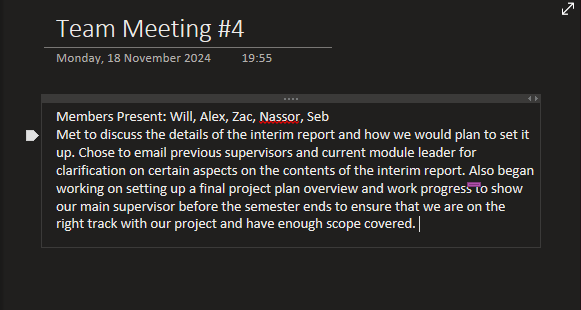 Team Meeting #4
Monday, 18 November 2024 19:55
Members Present: Will, Alex, Zac, Nassor, Seb
Met to discuss the details of the interim report and how we would plan to set it
up. Chose to email previous supervisors and current module leader for
clarification on certain aspects on the contents of the interim report. Also began
working on setting up a final project plan overview and work progress to show
our main supervisor before the semester ends to ensure that we are on the
right track with our project and have enough scope covered.